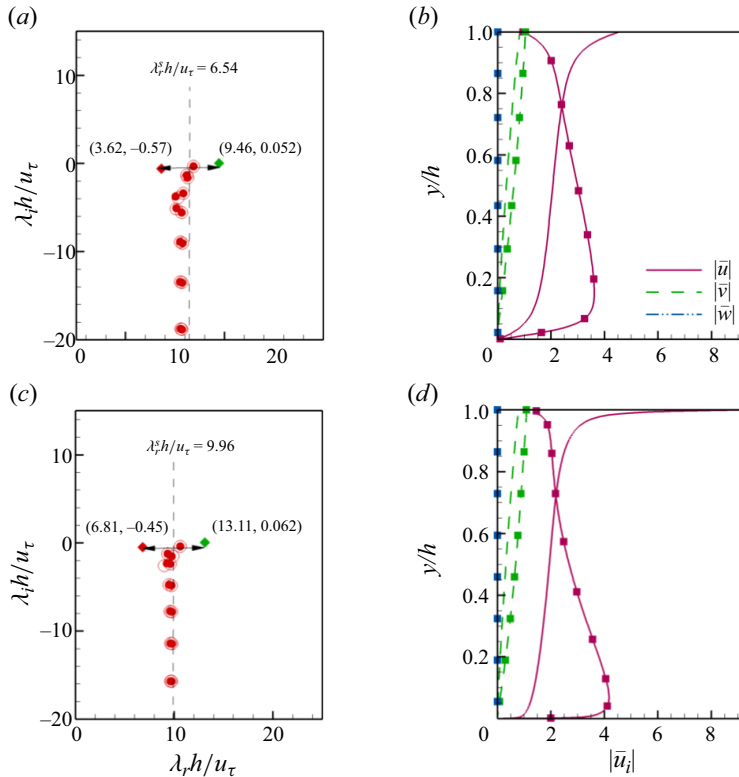 (a)
(b)
10
0
−10
−20
λ_i h/u_τ
λ_r^s h/u_τ = 6.54
(3.62, −0.57)
(9.46, 0.052)
0
10
20
1.0
0.8
0.6
0.4
0.2
y/h
|ū|
|v̄|
|w̄|
0
2
4
6
8
(c)
(d)
10
0
−10
−20
λ_i h/u_τ
λ_r^s h/u_τ = 9.96
(6.81, −0.45)
(13.11, 0.062)
0
10
20
λ_r h/u_τ
1.0
0.8
0.6
0.4
0.2
y/h
0
2
4
6
8
|ū_i|